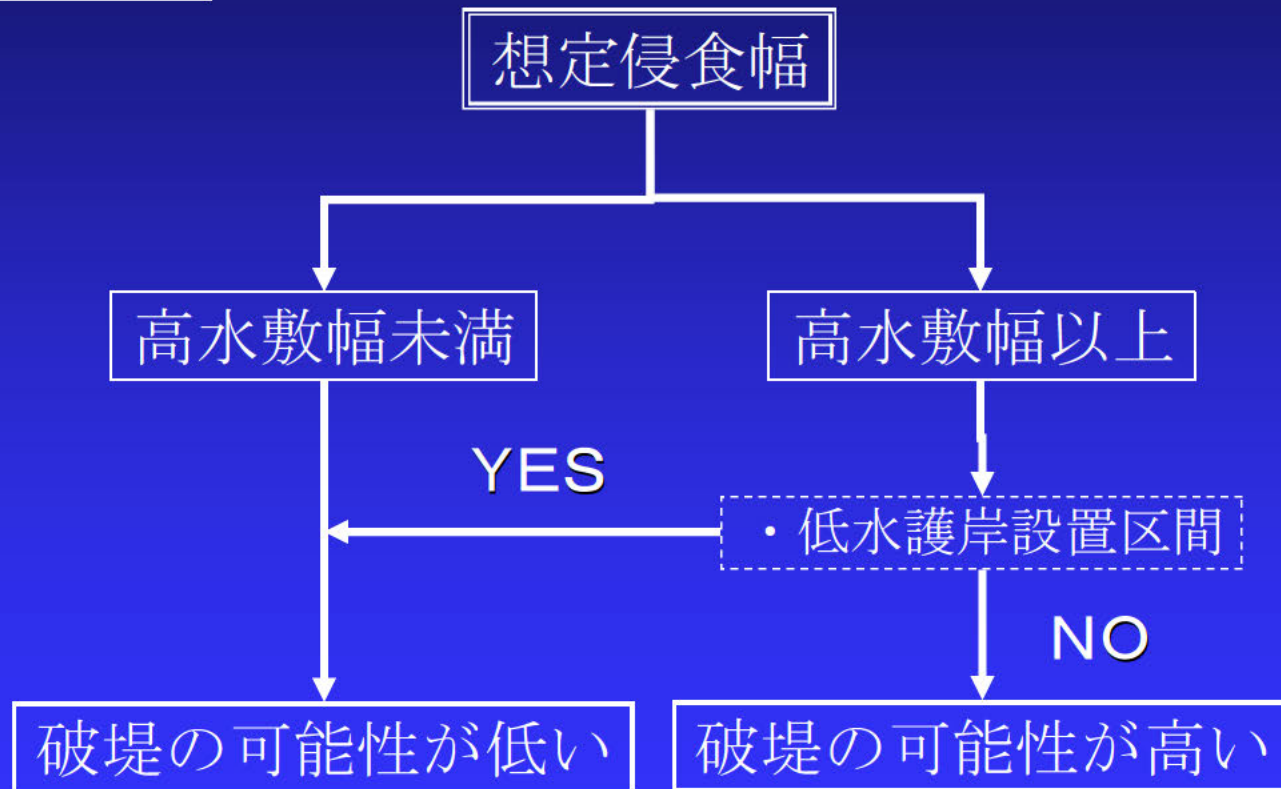 想定侵食幅
高水敷幅未満
高水敷幅以上
YES
・低水護岸設置区間
NO
破堤の可能性が低い
破堤の可能性が高い